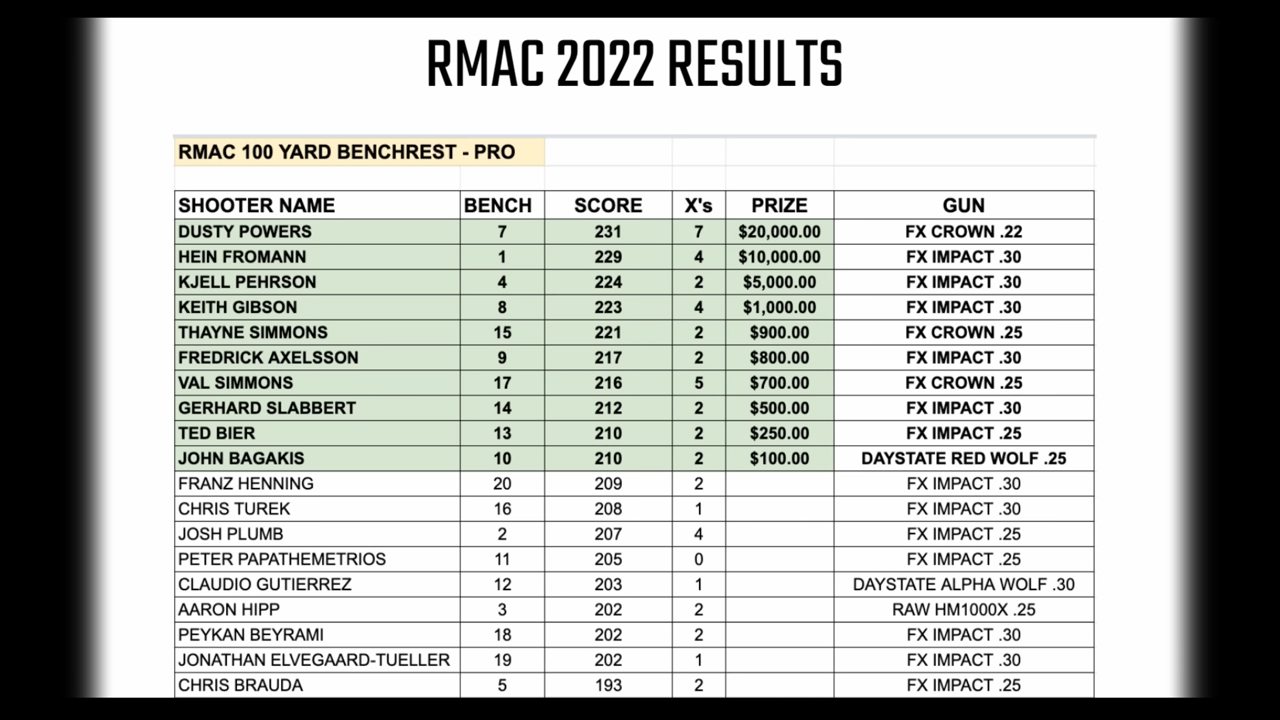 RMAC 2022 RESULTS
RMAC 100 YARD BENCHREST - PRO
SHOOTER NAME BENCH SCORE X's PRIZE GUN
DUSTY POWERS 7 231 7 $20,000.00 FX CROWN .22
HEIN FROMANN 1 229 4 $10,000.00 FX IMPACT .30
KJELL PEHRSON 4 224 2 $5,000.00 FX IMPACT .30
KEITH GIBSON 8 223 4 $1,000.00 FX IMPACT .30
THAYNE SIMMONS 15 221 2 $900.00 FX CROWN .25
FREDRICK AXELSSON 9 217 2 $800.00 FX IMPACT .30
VAL SIMMONS 17 216 5 $700.00 FX CROWN .25
GERHARD SLABBERT 14 212 2 $500.00 FX IMPACT .30
TED BIER 13 210 2 $250.00 FX IMPACT .25
JOHN BAGAKIS 10 210 2 $100.00 DAYSTATE RED WOLF .25
FRANZ HENNING 20 209 2 FX IMPACT .30
CHRIS TUREK 16 208 1 FX IMPACT .30
JOSH PLUMB 2 207 4 FX IMPACT .25
PETER PAPATHEMETRIOS 11 205 0 FX IMPACT .25
CLAUDIO GUTIERREZ 12 203 1 DAYSTATE ALPHA WOLF .30
AARON HIPP 3 202 2 RAW HM1000X .25
PEYKAN BEYRAMI 18 202 2 FX IMPACT .30
JONATHAN ELVEGAARD-TUELLER 19 202 1 FX IMPACT .30
CHRIS BRAUDA 5 193 2 FX IMPACT .25